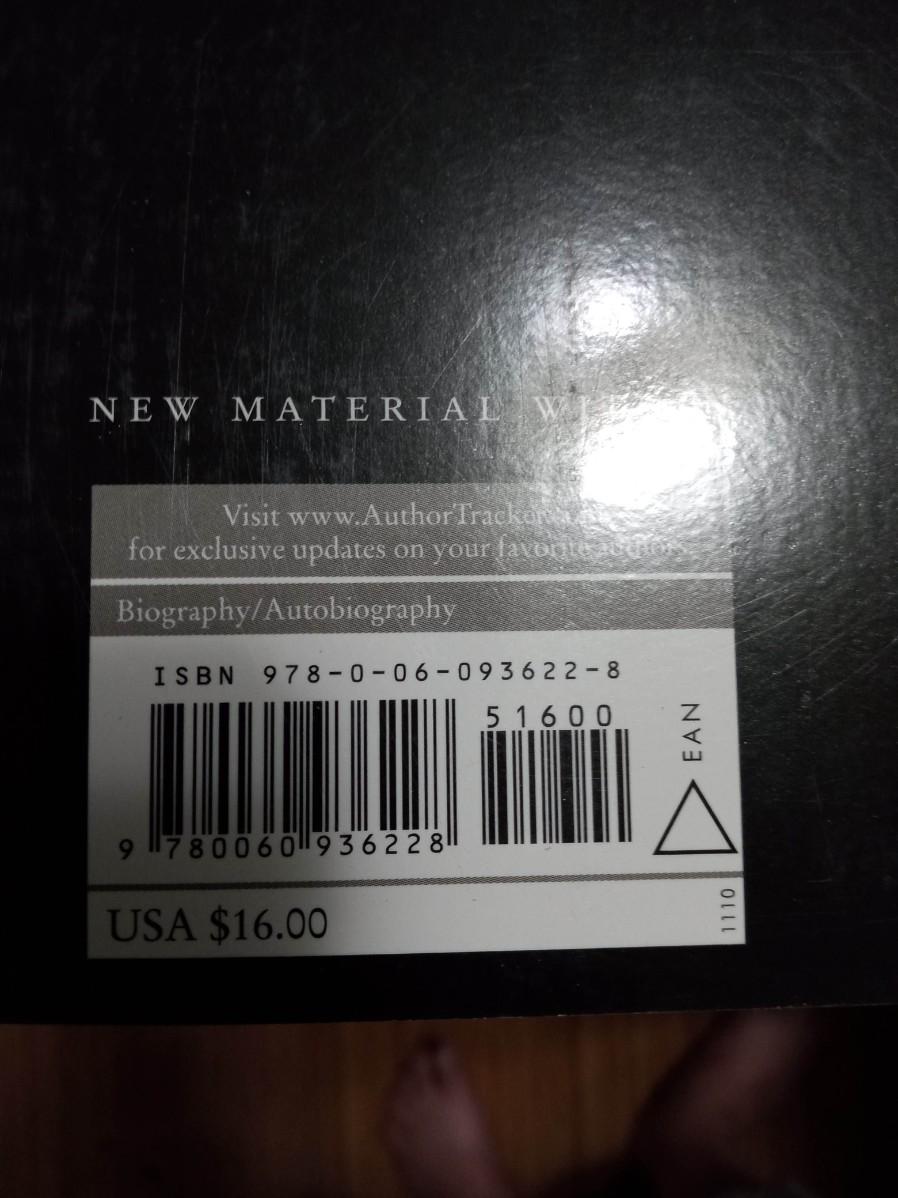 NEW MATERIAL
Visit www.AuthorTracker
for exclusive updates on your favorite authors.
Biography/Autobiography
ISBN 978-0-06-093622-8
51600
EAN
9 780060 936228
USA $16.00
1110